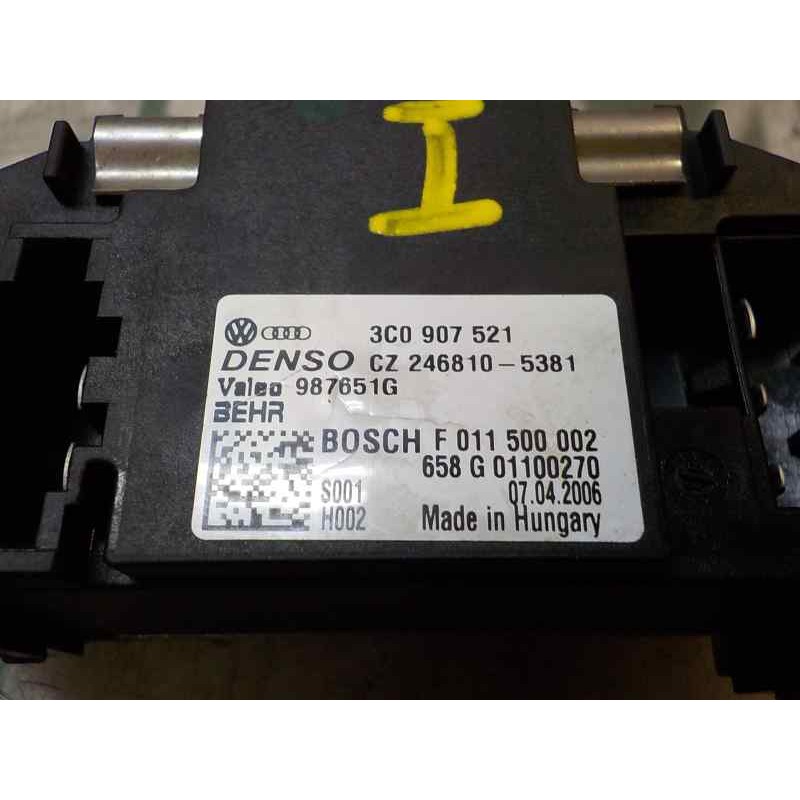 I
3C0 907 521
DENSO CZ 246810-5381
Valeo 987651G
BEHR
BOSCH F 011 500 002
658 G 01100270
S001 07.04.2006
H002 Made in Hungary